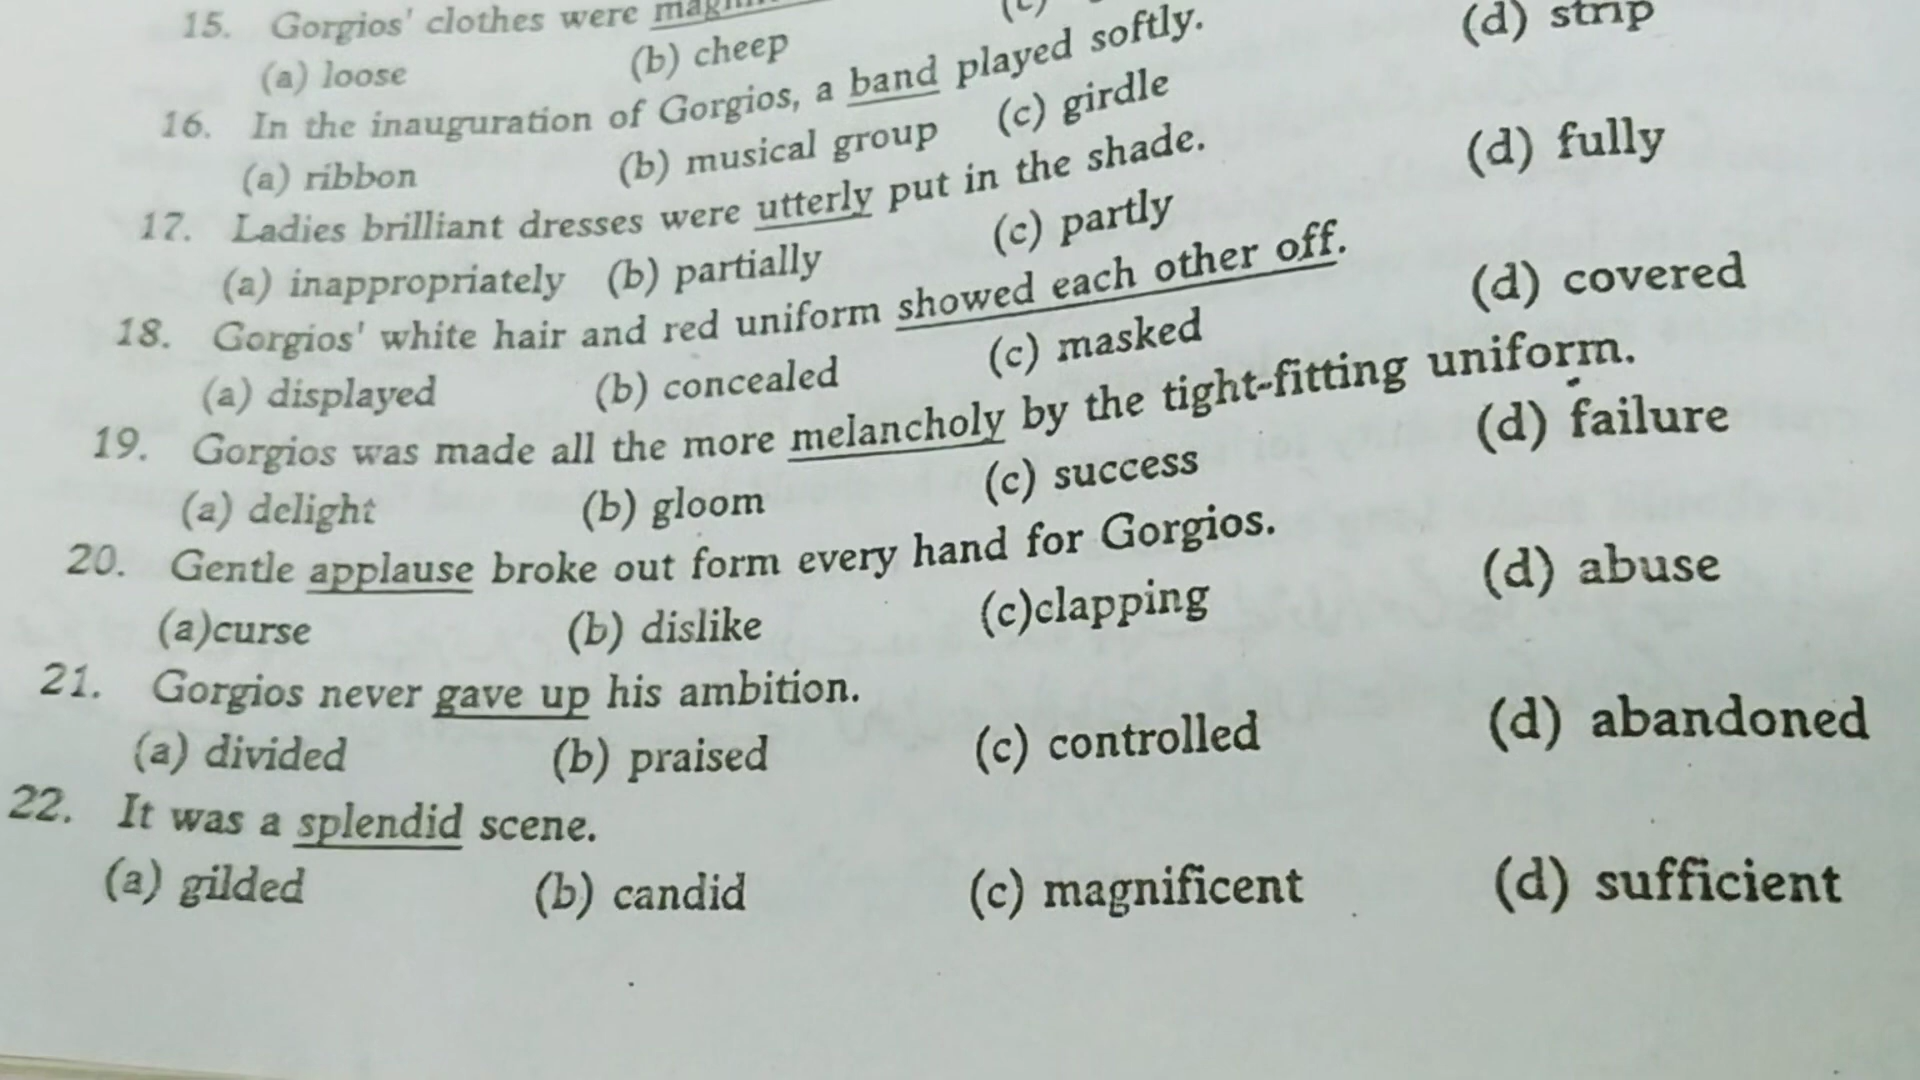 15. Gorgios' clothes were
(a) loose (b) cheep
16. In the inauguration of Gorgios, a band played softly.
(a) ribbon (b) musical group (c) girdle (d) strip
17. Ladies brilliant dresses were utterly put in the shade.
(a) inappropriately (b) partially (c) partly (d) fully
18. Gorgios' white hair and red uniform showed each other off.
(a) displayed (b) concealed (c) masked (d) covered
19. Gorgios was made all the more melancholy by the tight-fitting uniform.
(a) delight (b) gloom (c) success (d) failure
20. Gentle applause broke out form every hand for Gorgios.
(a)curse (b) dislike (c)clapping (d) abuse
21. Gorgios never gave up his ambition.
(a) divided (b) praised (c) controlled (d) abandoned
22. It was a splendid scene.
(a) gilded (b) candid (c) magnificent (d) sufficient